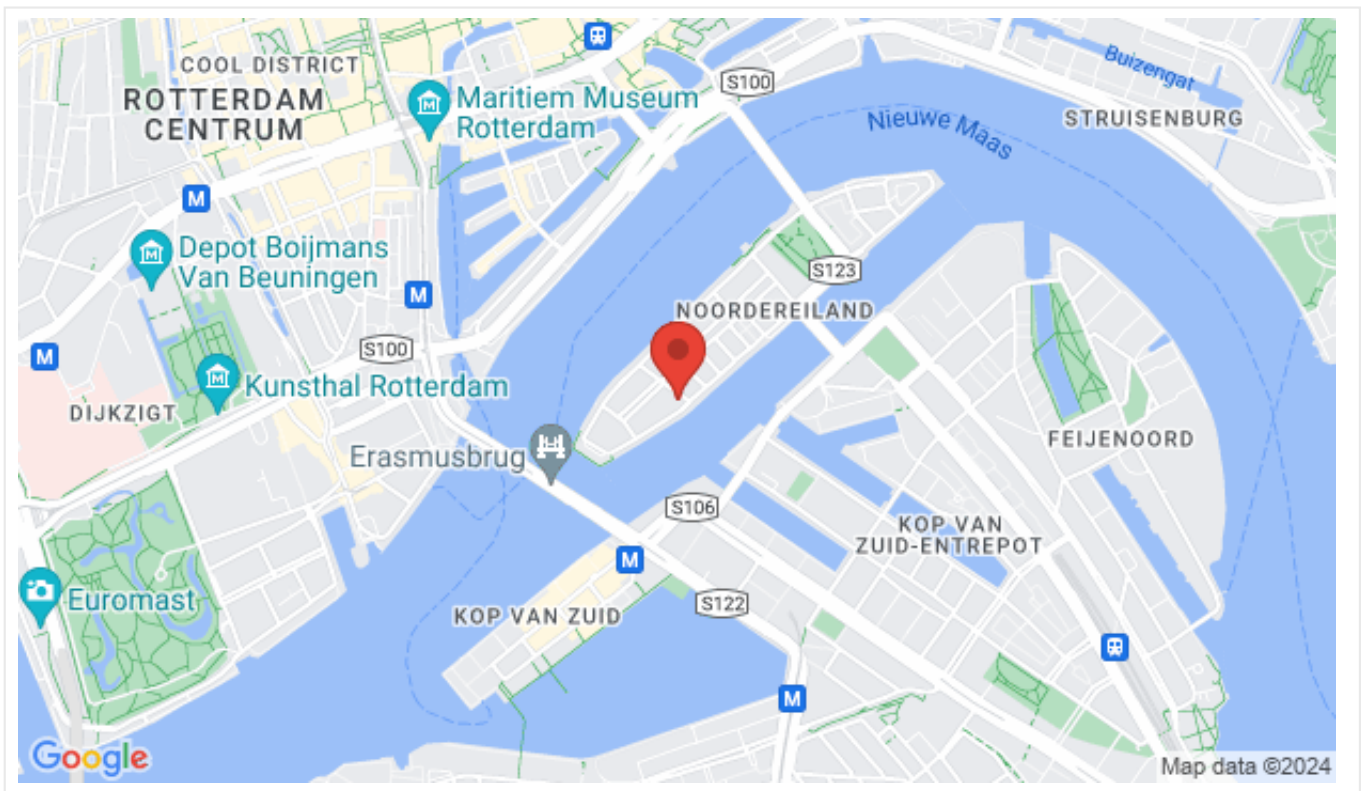 COOL DISTRICT
ROTTERDAM
CENTRUM
Maritiem Museum
Rotterdam
S100
Buizengat
STRUISENBURG
Nieuwe Maas
M
Depot Boijmans
Van Beuningen
M
S123
NOORDEREILAND
S100
M
Kunsthal Rotterdam
DIJKZIGT
Erasmusbrug
FEIJENOORD
S106
KOP VAN
ZUID-ENTREPOT
M
Euromast
KOP VAN ZUID
S122
M
Google
Map data ©2024